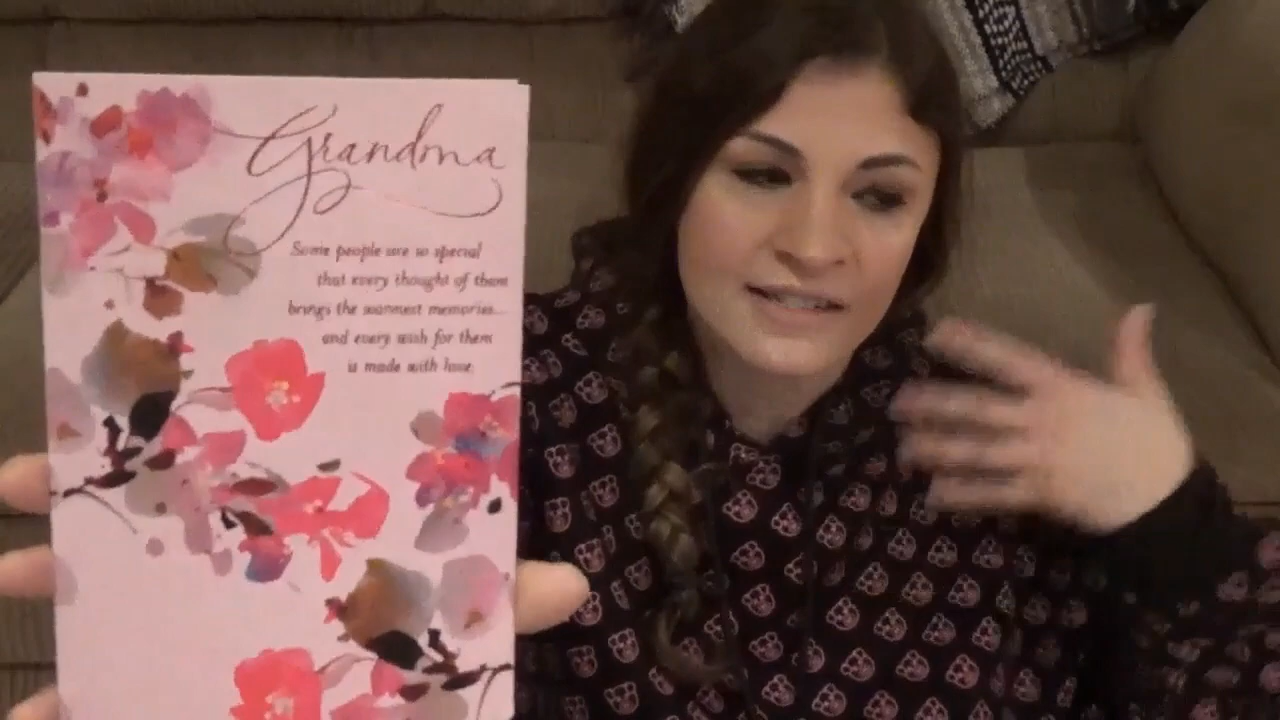 Grandma
Some people are so special
that every thought of them
brings the warmest memories...
and every wish for them
is made with love.